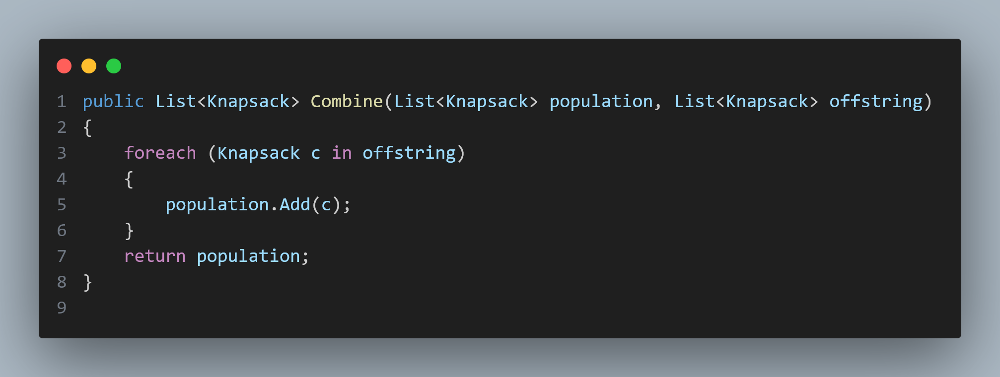 1 public List<Knapsack> Combine(List<Knapsack> population, List<Knapsack> offstring)
2 {
3     foreach (Knapsack c in offstring)
4     {
5         population.Add(c);
6     }
7     return population;
8 }
9